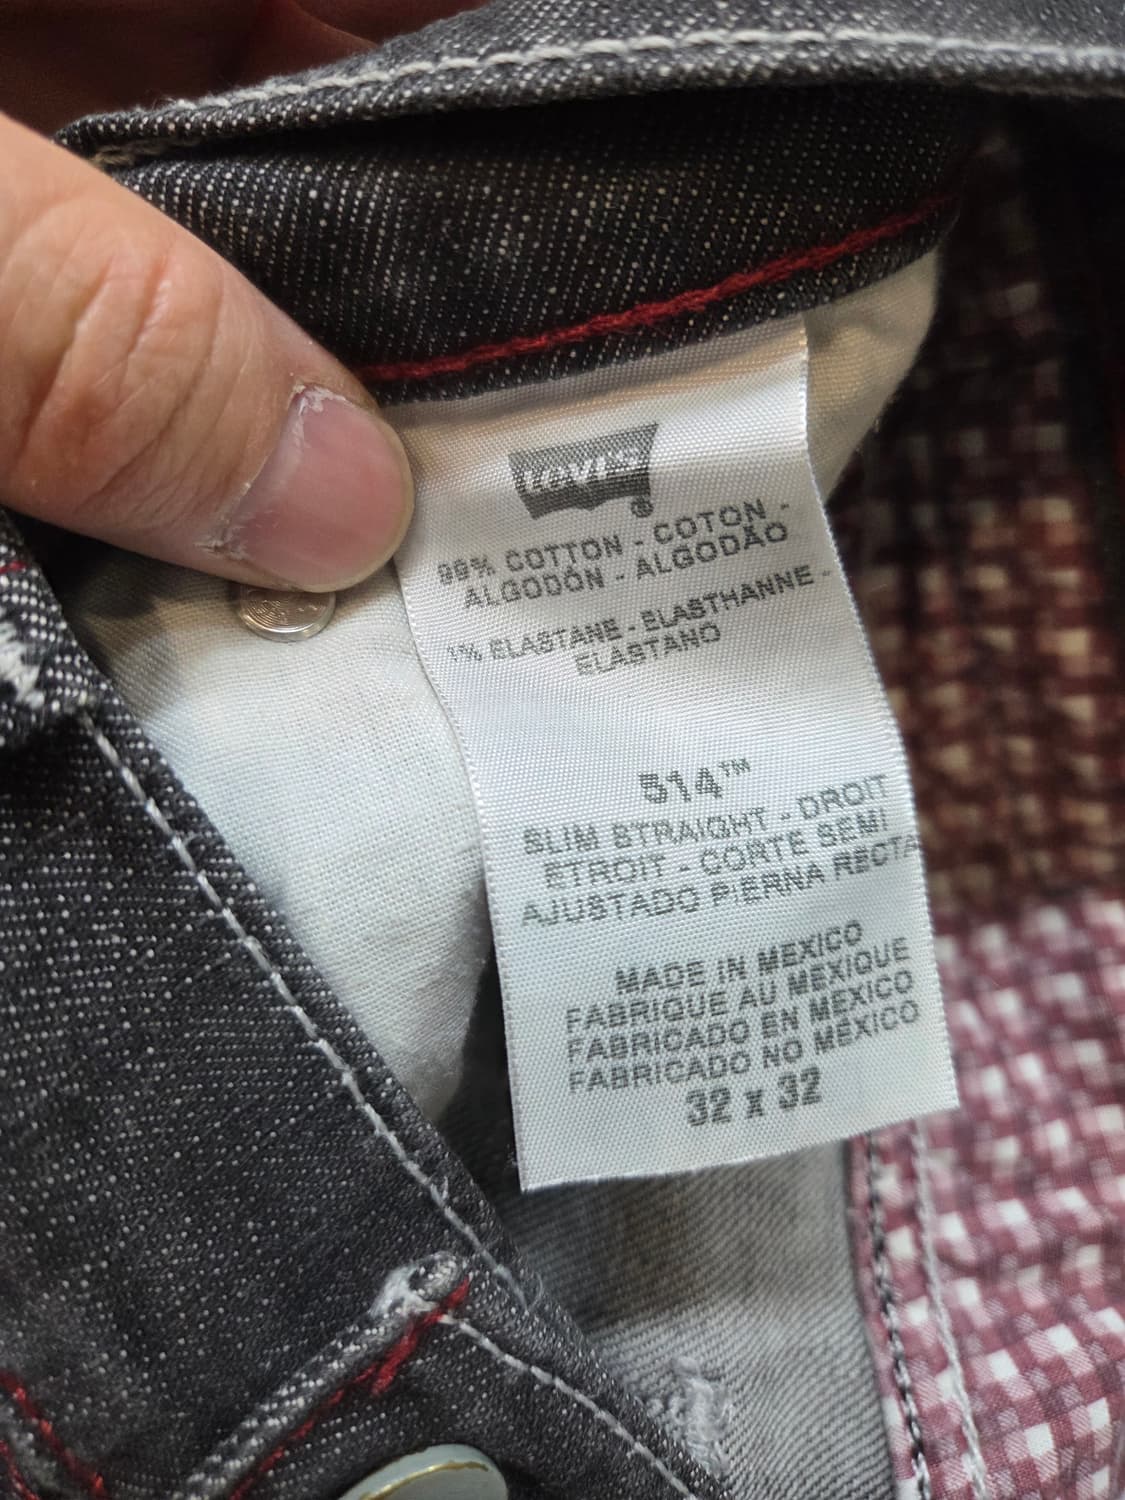 LEVI'S
99% COTTON - COTON -
ALGODÓN - ALGODÃO
1% ELASTANE - ELASTHANNE -
ELASTANO
514™
SLIM STRAIGHT - DROIT
ETROIT - CORTE SEMI
AJUSTADO PIERNA RECTA
MADE IN MEXICO
FABRIQUE AU MEXIQUE
FABRICADO EN MEXICO
FABRICADO NO MÉXICO
32 x 32